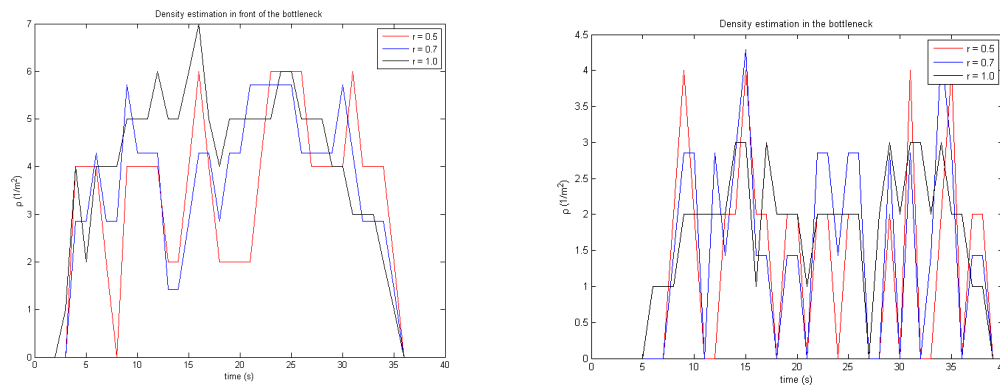 Density estimation in front of the bottleneck
7
6
5
4
3
2
1
0
ρ (1/m²)
0 5 10 15 20 25 30 35 40
time (s)
r = 0.5
r = 0.7
r = 1.0
Density estimation in the bottleneck
4.5
4
3.5
3
2.5
2
1.5
1
0.5
0
ρ (1/m²)
0 5 10 15 20 25 30 35 40
time (s)
r = 0.5
r = 0.7
r = 1.0